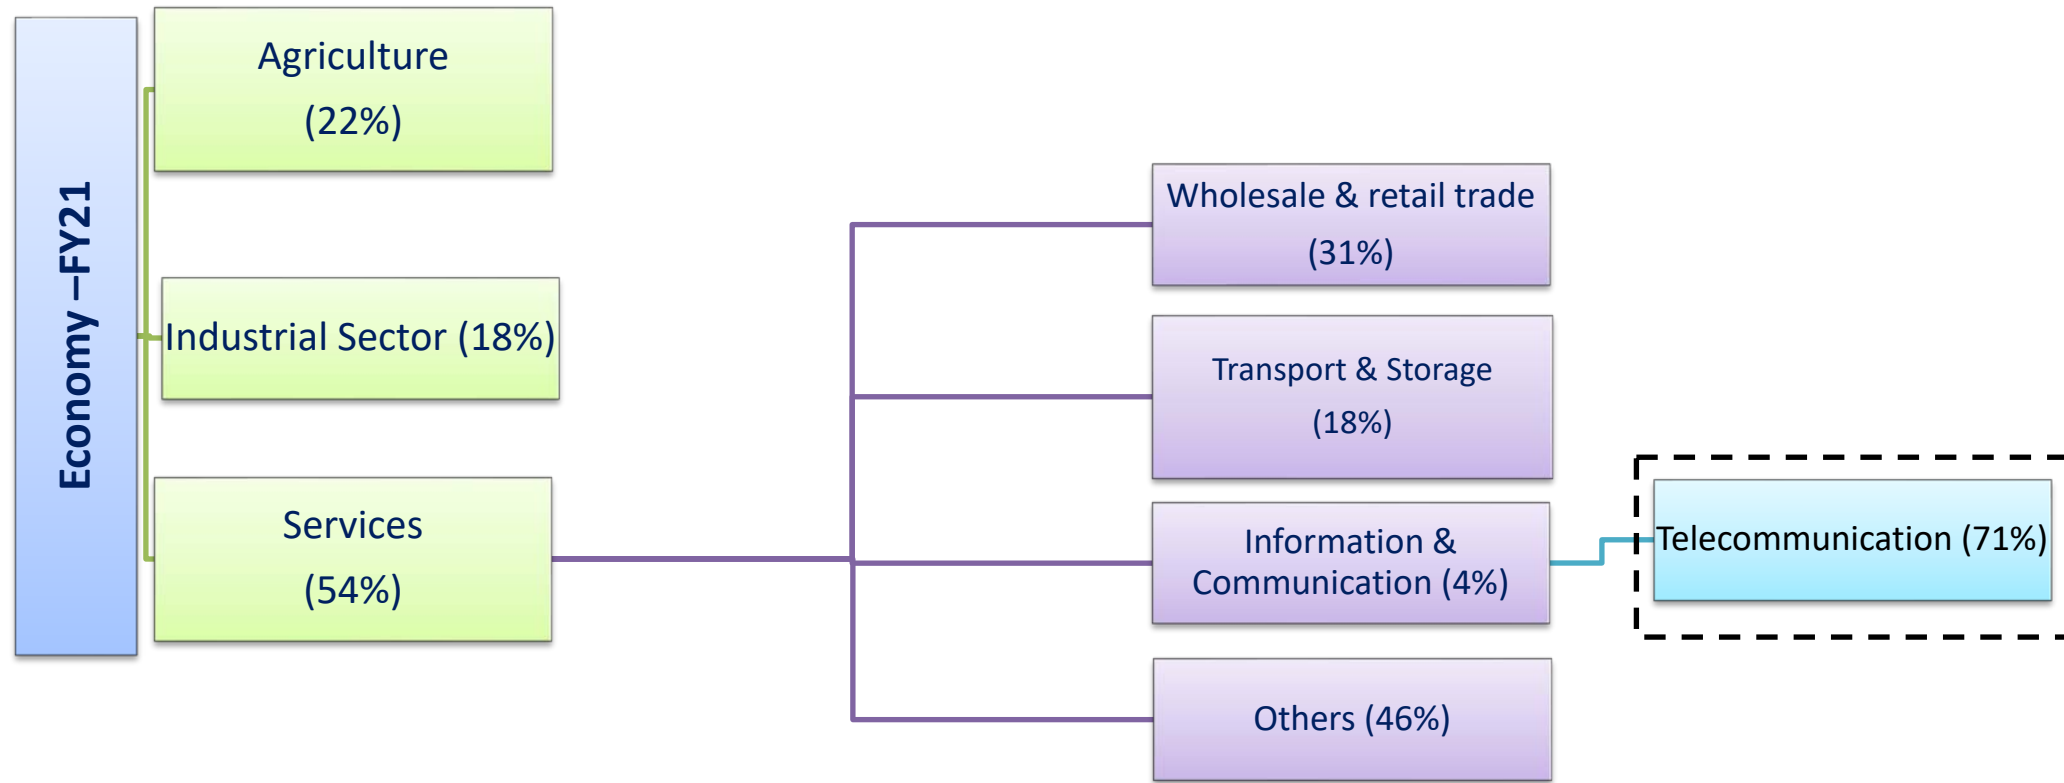 Economy –FY21
Agriculture
(22%)
Industrial Sector (18%)
Services
(54%)
Wholesale & retail trade
(31%)
Transport & Storage
(18%)
Information &
Communication (4%)
Others (46%)
Telecommunication (71%)